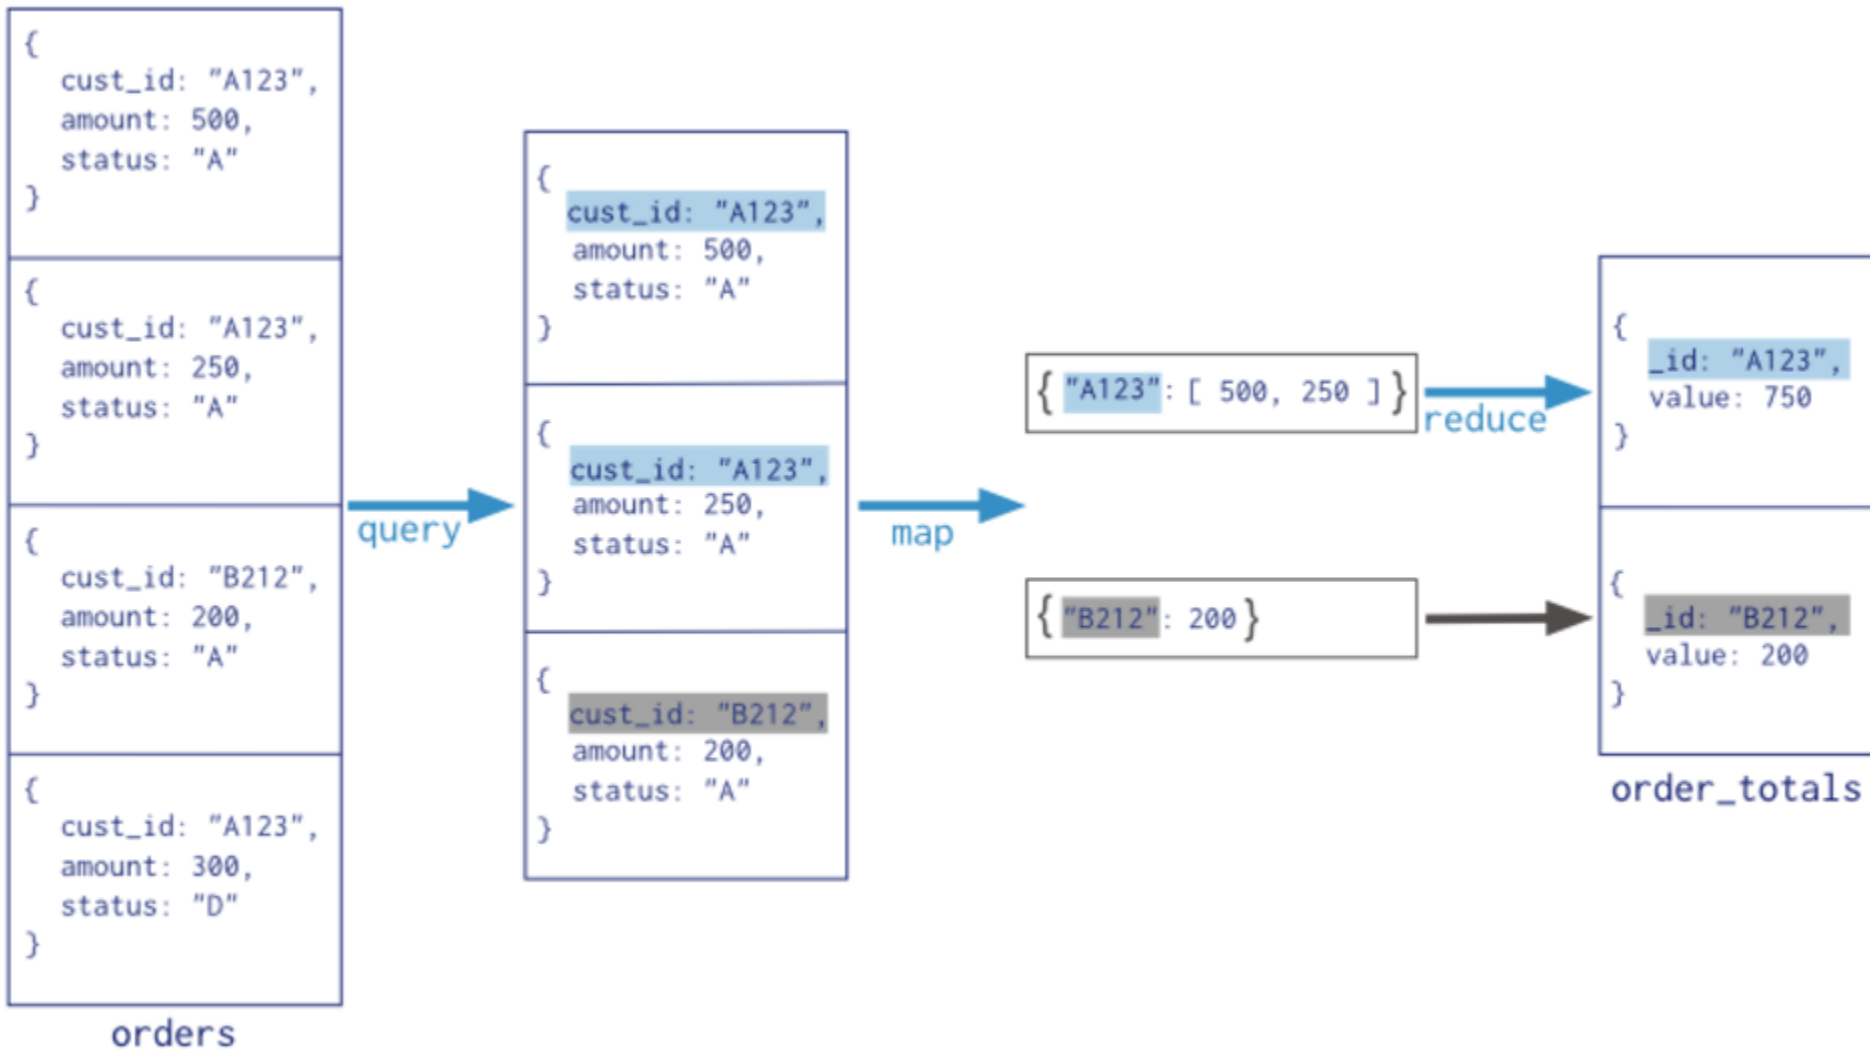 {
cust_id: "A123",
amount: 500,
status: "A"
}
{
cust_id: "A123",
amount: 250,
status: "A"
}
{
cust_id: "B212",
amount: 200,
status: "A"
}
{
cust_id: "A123",
amount: 300,
status: "D"
}
orders
query
{
cust_id: "A123",
amount: 500,
status: "A"
}
{
cust_id: "A123",
amount: 250,
status: "A"
}
{
cust_id: "B212",
amount: 200,
status: "A"
}
map
{ "A123": [ 500, 250 ] }
{ "B212": 200 }
reduce
{
_id: "A123",
value: 750
}
{
_id: "B212",
value: 200
}
order_totals